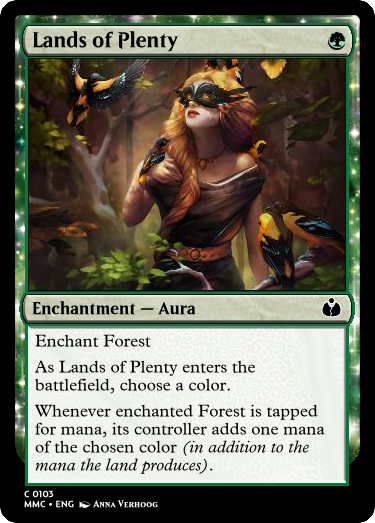 Lands of Plenty
Enchantment — Aura
Enchant Forest
As Lands of Plenty enters the
battlefield, choose a color.
Whenever enchanted Forest is tapped
for mana, its controller adds one mana
of the chosen color (in addition to the
mana the land produces).
C 0103
MMC • ENG Anna Verhoog